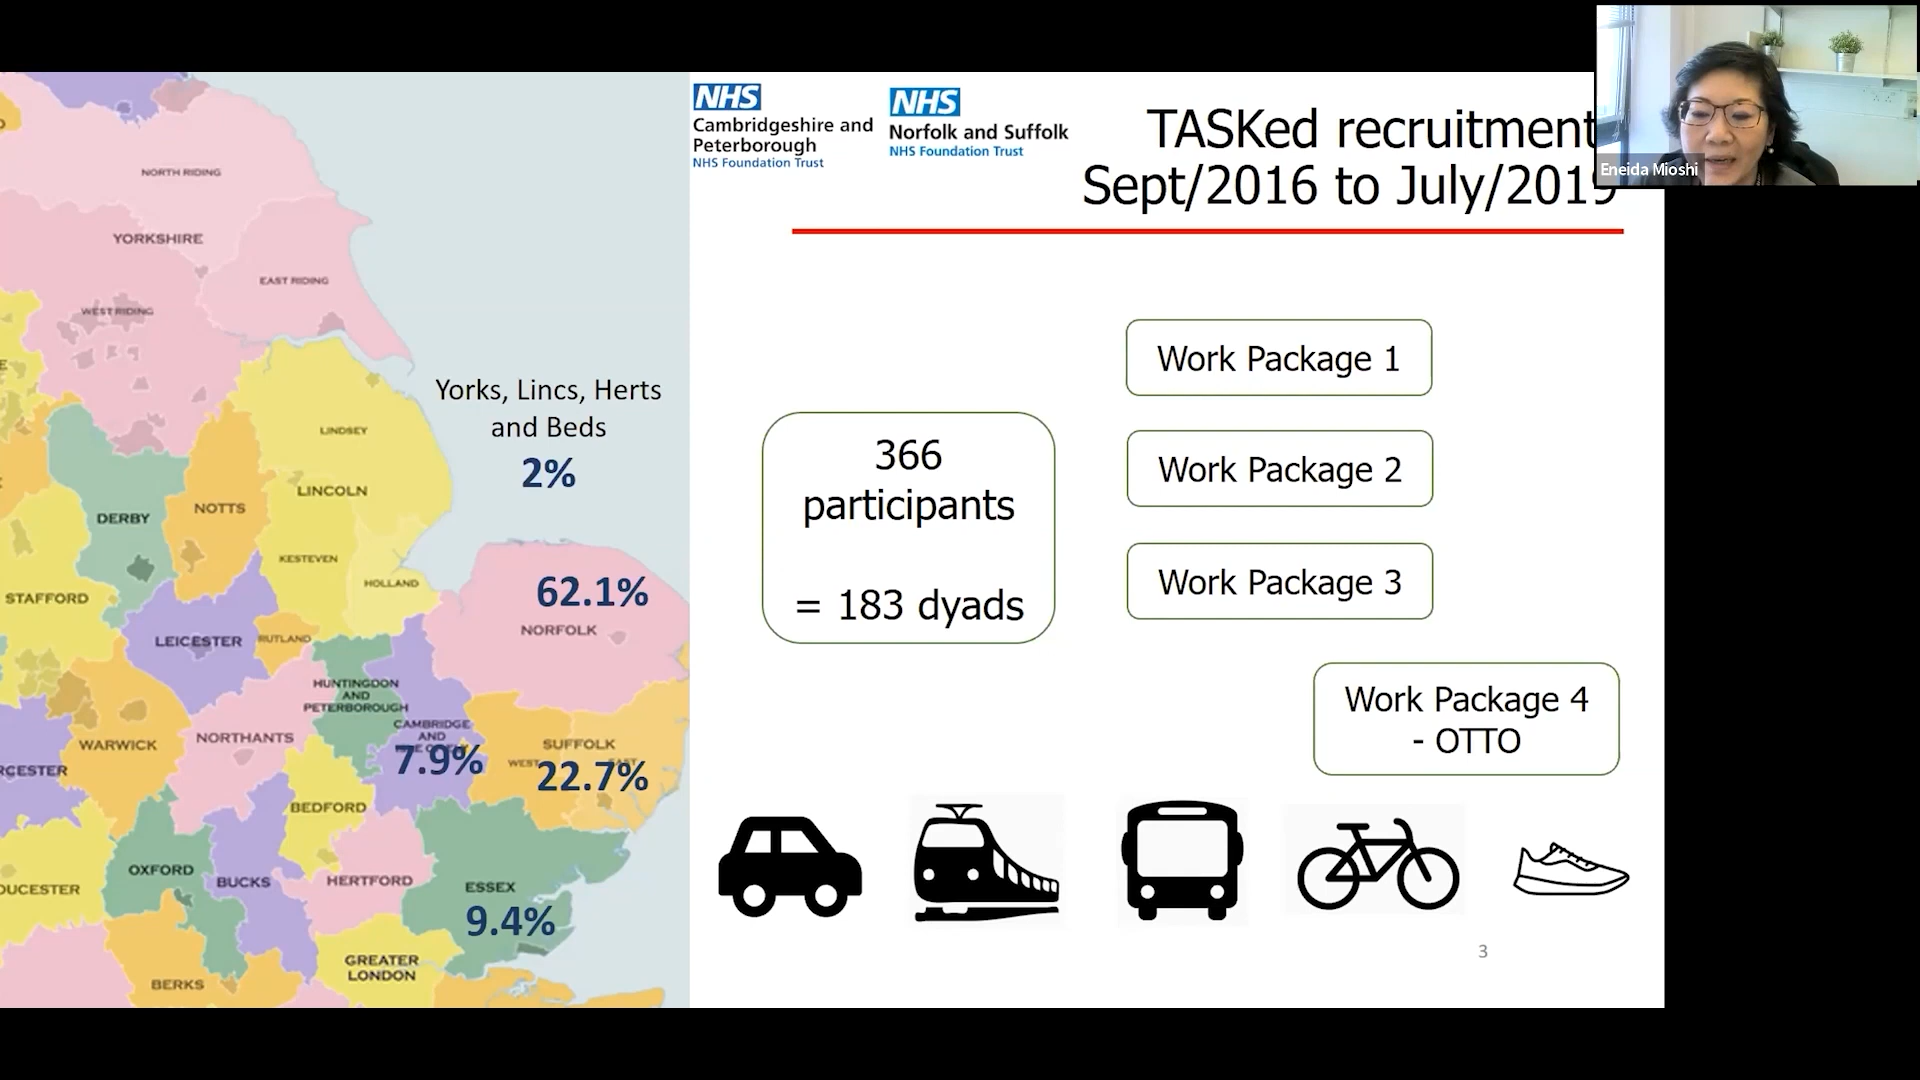 NHS
Cambridgeshire and
Peterborough
NHS Foundation Trust
NHS
Norfolk and Suffolk
NHS Foundation Trust
TASKed recruitment
Sept/2016 to July/2019
Eneida Mioshi
NORTH RIDING
YORKSHIRE
EAST RIDING
WEST RIDING
Yorks, Lincs, Herts
and Beds
2%
LINDSEY
LINCOLN
NOTTS
DERBY
KESTEVEN
HOLLAND
STAFFORD
62.1%
NORFOLK
LEICESTER
RUTLAND
HUNTINGDON
AND
PETERBOROUGH
CAMBRIDGE
AND
7.9%
NORTHANTS
WARWICK
SUFFOLK
WEST
EAST
22.7%
RCESTER
BEDFORD
OXFORD
BUCKS
HERTFORD
ESSEX
9.4%
OUCESTER
GREATER
LONDON
BERKS
366
participants
= 183 dyads
Work Package 1
Work Package 2
Work Package 3
Work Package 4
- OTTO
3